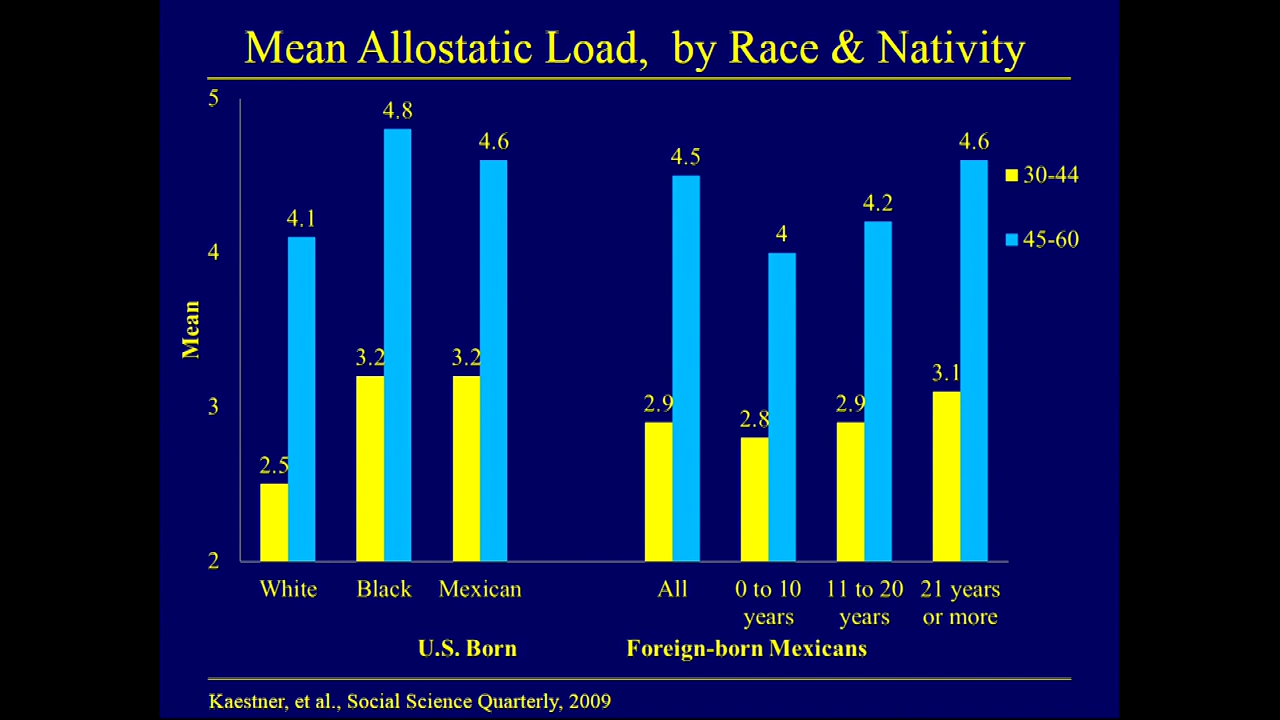 Mean Allostatic Load, by Race & Nativity
5
4
3
2
Mean
2.5
4.1
3.2
4.8
3.2
4.6
2.9
4.5
2.8
4
2.9
4.2
3.1
4.6
30-44
45-60
White
Black
Mexican
All
0 to 10
years
11 to 20
years
21 years
or more
U.S. Born
Foreign-born Mexicans
Kaestner, et al., Social Science Quarterly, 2009